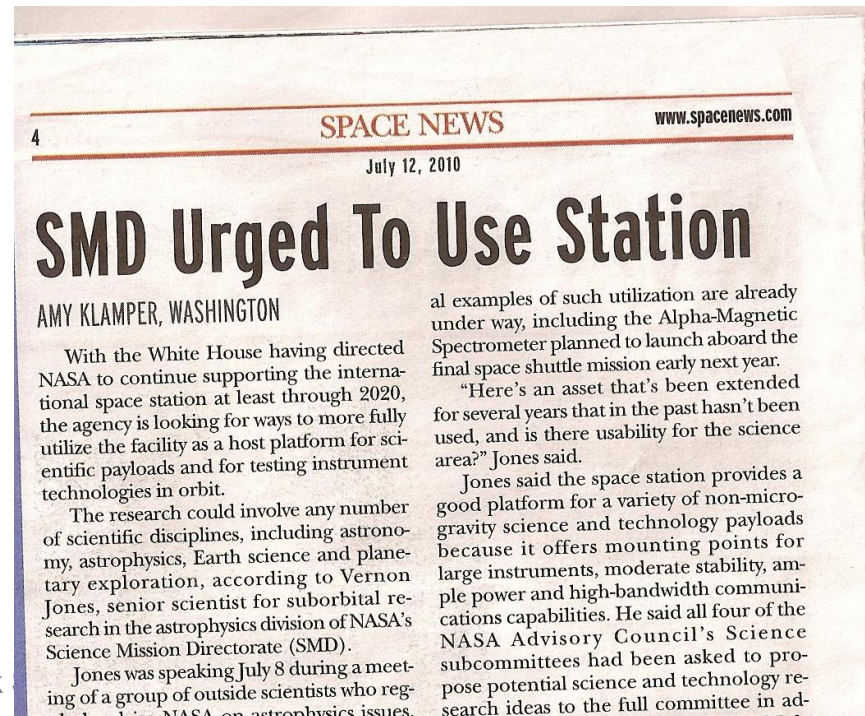 4
SPACE NEWS
www.spacenews.com
July 12, 2010
SMD Urged To Use Station
AMY KLAMPER, WASHINGTON
With the White House having directed
NASA to continue supporting the interna-
tional space station at least through 2020,
the agency is looking for ways to more fully
utilize the facility as a host platform for sci-
entific payloads and for testing instrument
technologies in orbit.
The research could involve any number
of scientific disciplines, including astrono-
my, astrophysics, Earth science and plane-
tary exploration, according to Vernon
Jones, senior scientist for suborbital re-
search in the astrophysics division of NASA's
Science Mission Directorate (SMD).
Jones was speaking July 8 during a meet-
ing of a group of outside scientists who reg-
NASA on astrophysics issues,
al examples of such utilization are already
under way, including the Alpha-Magnetic
Spectrometer planned to launch aboard the
final space shuttle mission early next year.
"Here's an asset that's been extended
for several years that in the past hasn't been
used, and is there usability for the science
area?" Jones said.
Jones said the space station provides a
good platform for a variety of non-micro-
gravity science and technology payloads
because it offers mounting points for
large instruments, moderate stability, am-
ple power and high-bandwidth communi-
cations capabilities. He said all four of the
NASA Advisory Council's Science
subcommittees had been asked to pro-
pose potential science and technology re-
search ideas to the full committee in ad-